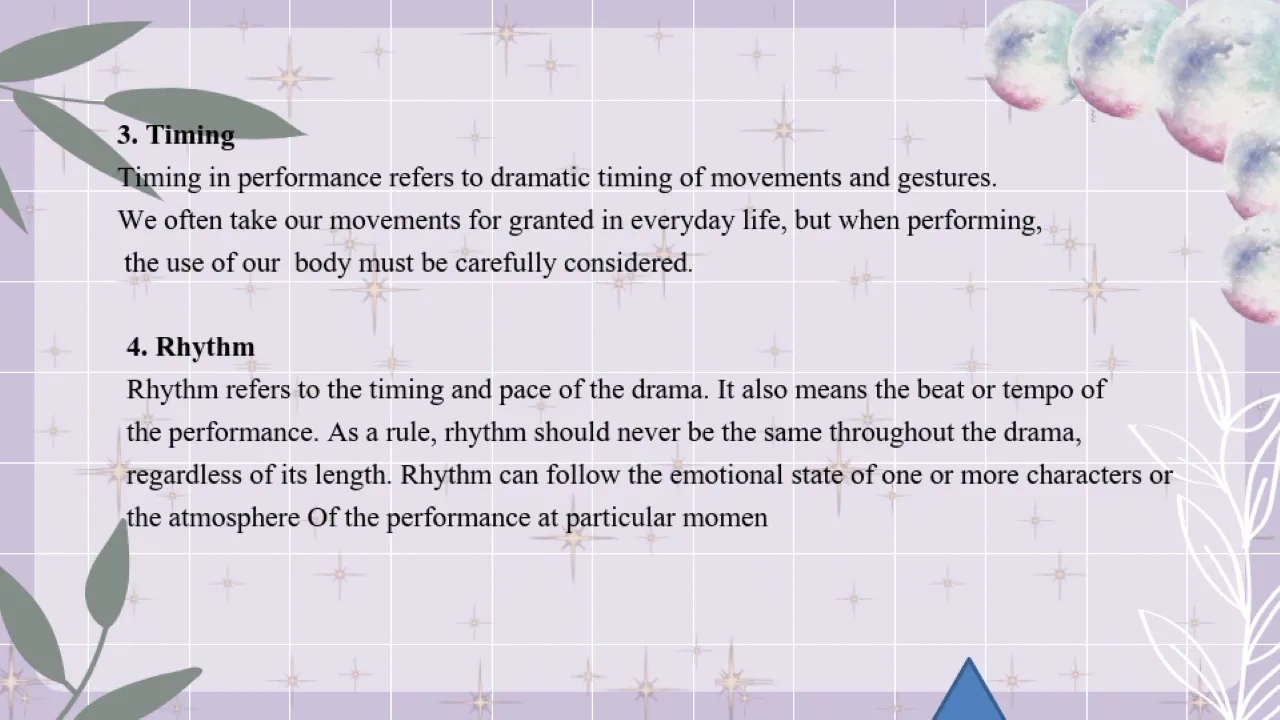 3. Timing
Timing in performance refers to dramatic timing of movements and gestures.
We often take our movements for granted in everyday life, but when performing,
the use of our  body must be carefully considered.
4. Rhythm
Rhythm refers to the timing and pace of the drama. It also means the beat or tempo of
the performance. As a rule, rhythm should never be the same throughout the drama,
regardless of its length. Rhythm can follow the emotional state of one or more characters or
the atmosphere Of the performance at particular momen